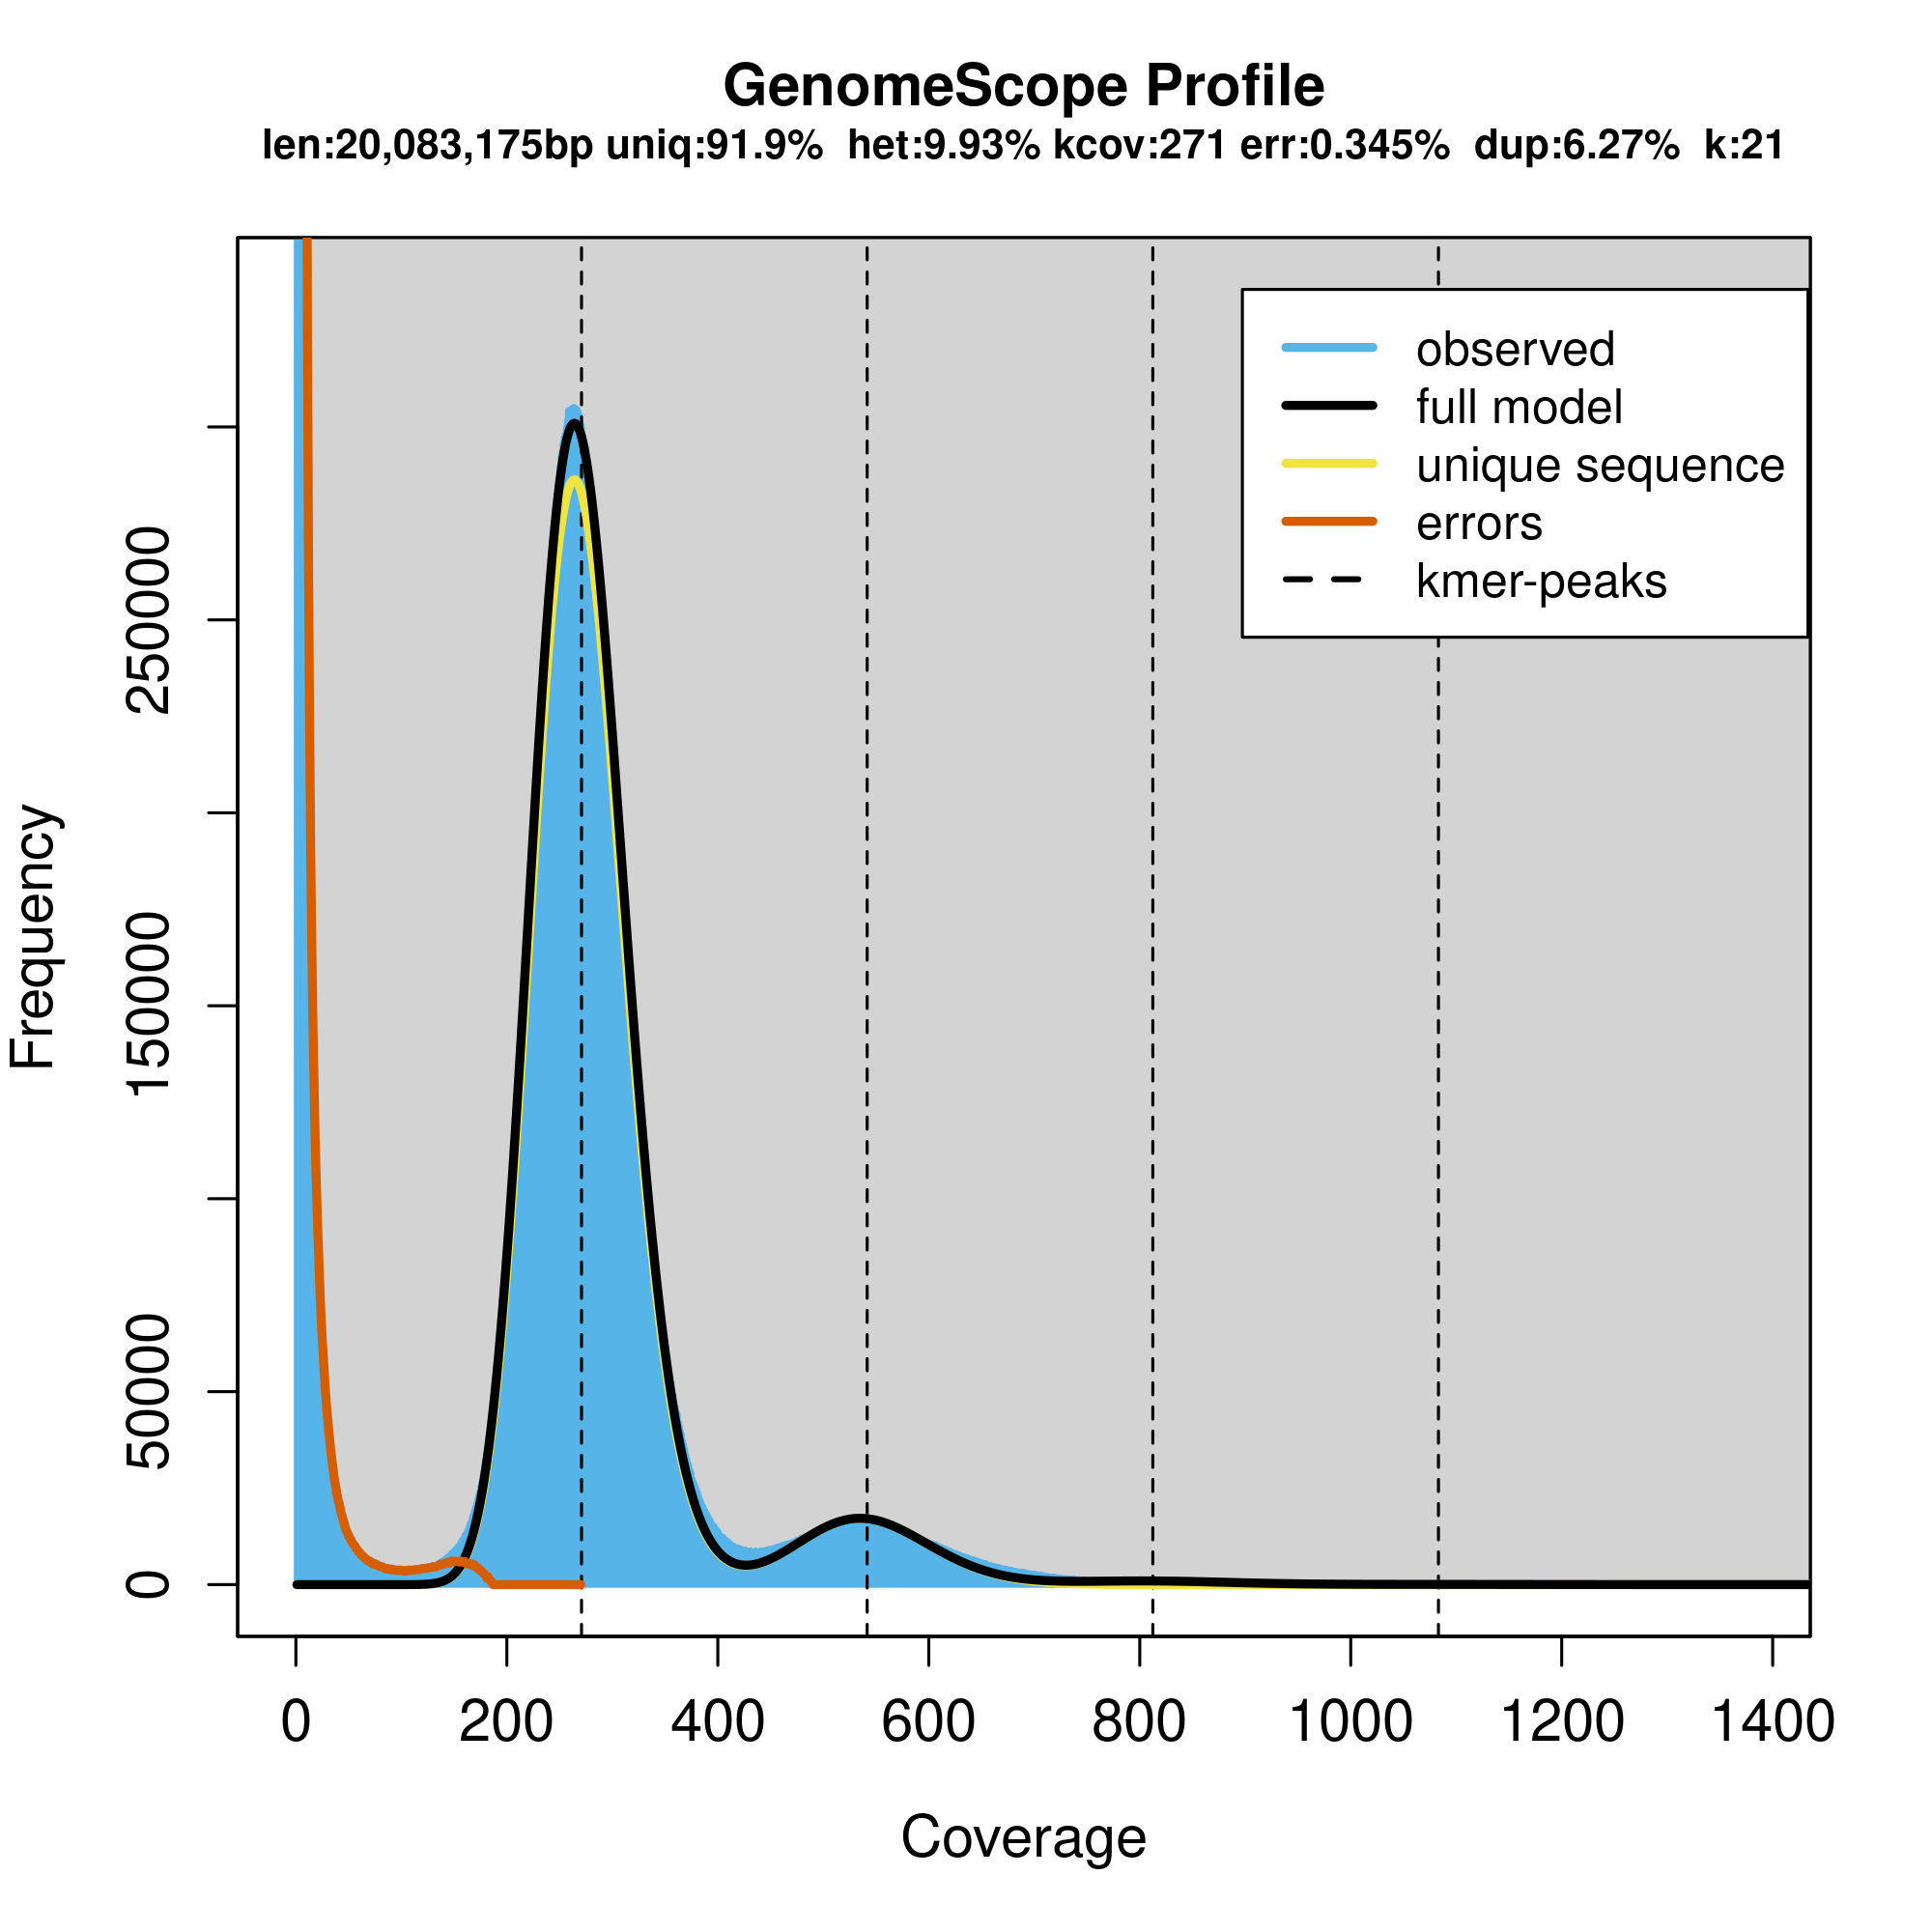 GenomeScope Profile
len:20,083,175bp uniq:91.9% het:9.93% kcov:271 err:0.345% dup:6.27% k:21
observed
full model
unique sequence
errors
kmer-peaks
Frequency
250000
150000
50000
0
0 200 400 600 800 1000 1200 1400
Coverage